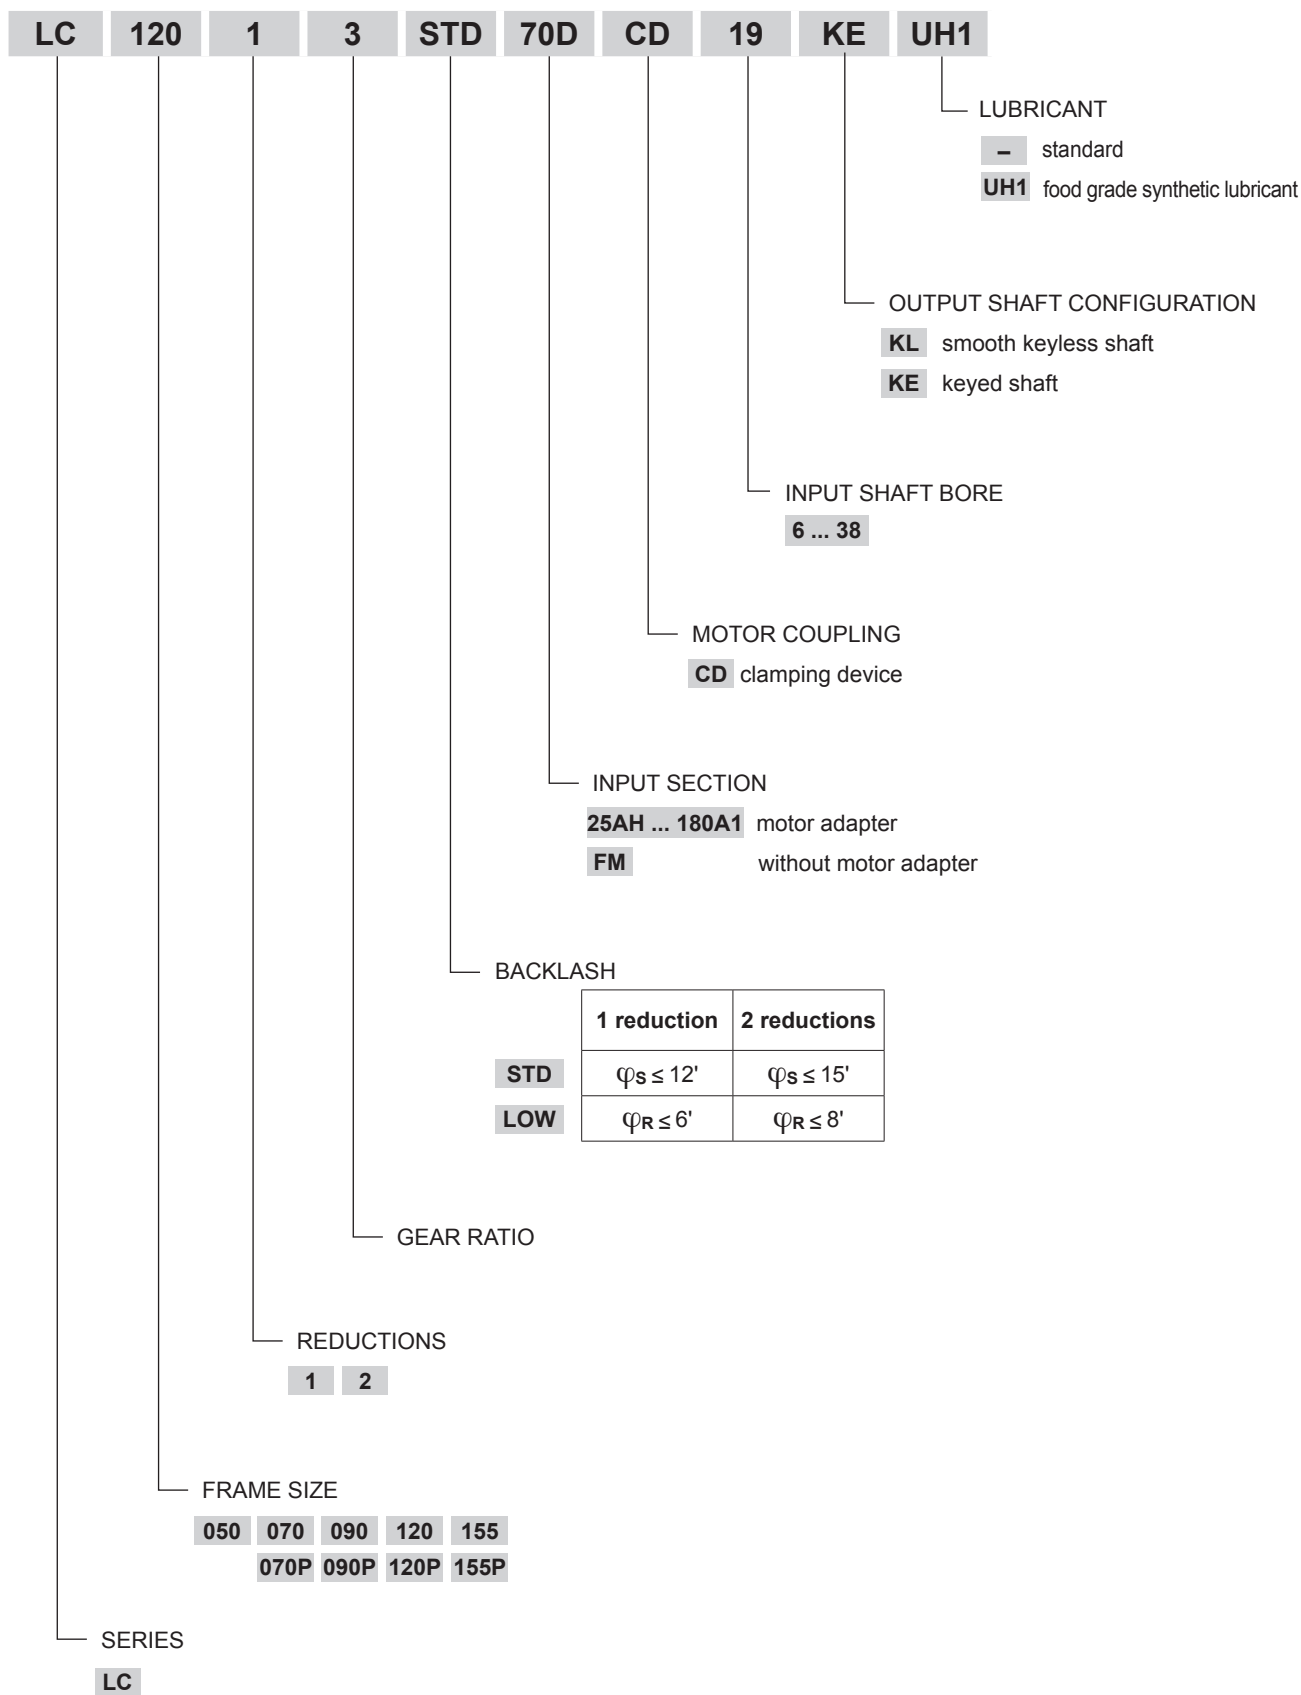 LC 120 1 3 STD 70D CD 19 KE UH1
LUBRICANT
– standard
UH1 food grade synthetic lubricant
OUTPUT SHAFT CONFIGURATION
KL smooth keyless shaft
KE keyed shaft
INPUT SHAFT BORE
6 ... 38
MOTOR COUPLING
CD clamping device
INPUT SECTION
25AH ... 180A1 motor adapter
FM without motor adapter
BACKLASH
1 reduction 2 reductions
STD φS ≤ 12' φS ≤ 15'
LOW φR ≤ 6' φR ≤ 8'
GEAR RATIO
REDUCTIONS
1 2
FRAME SIZE
050 070 090 120 155
070P 090P 120P 155P
SERIES
LC